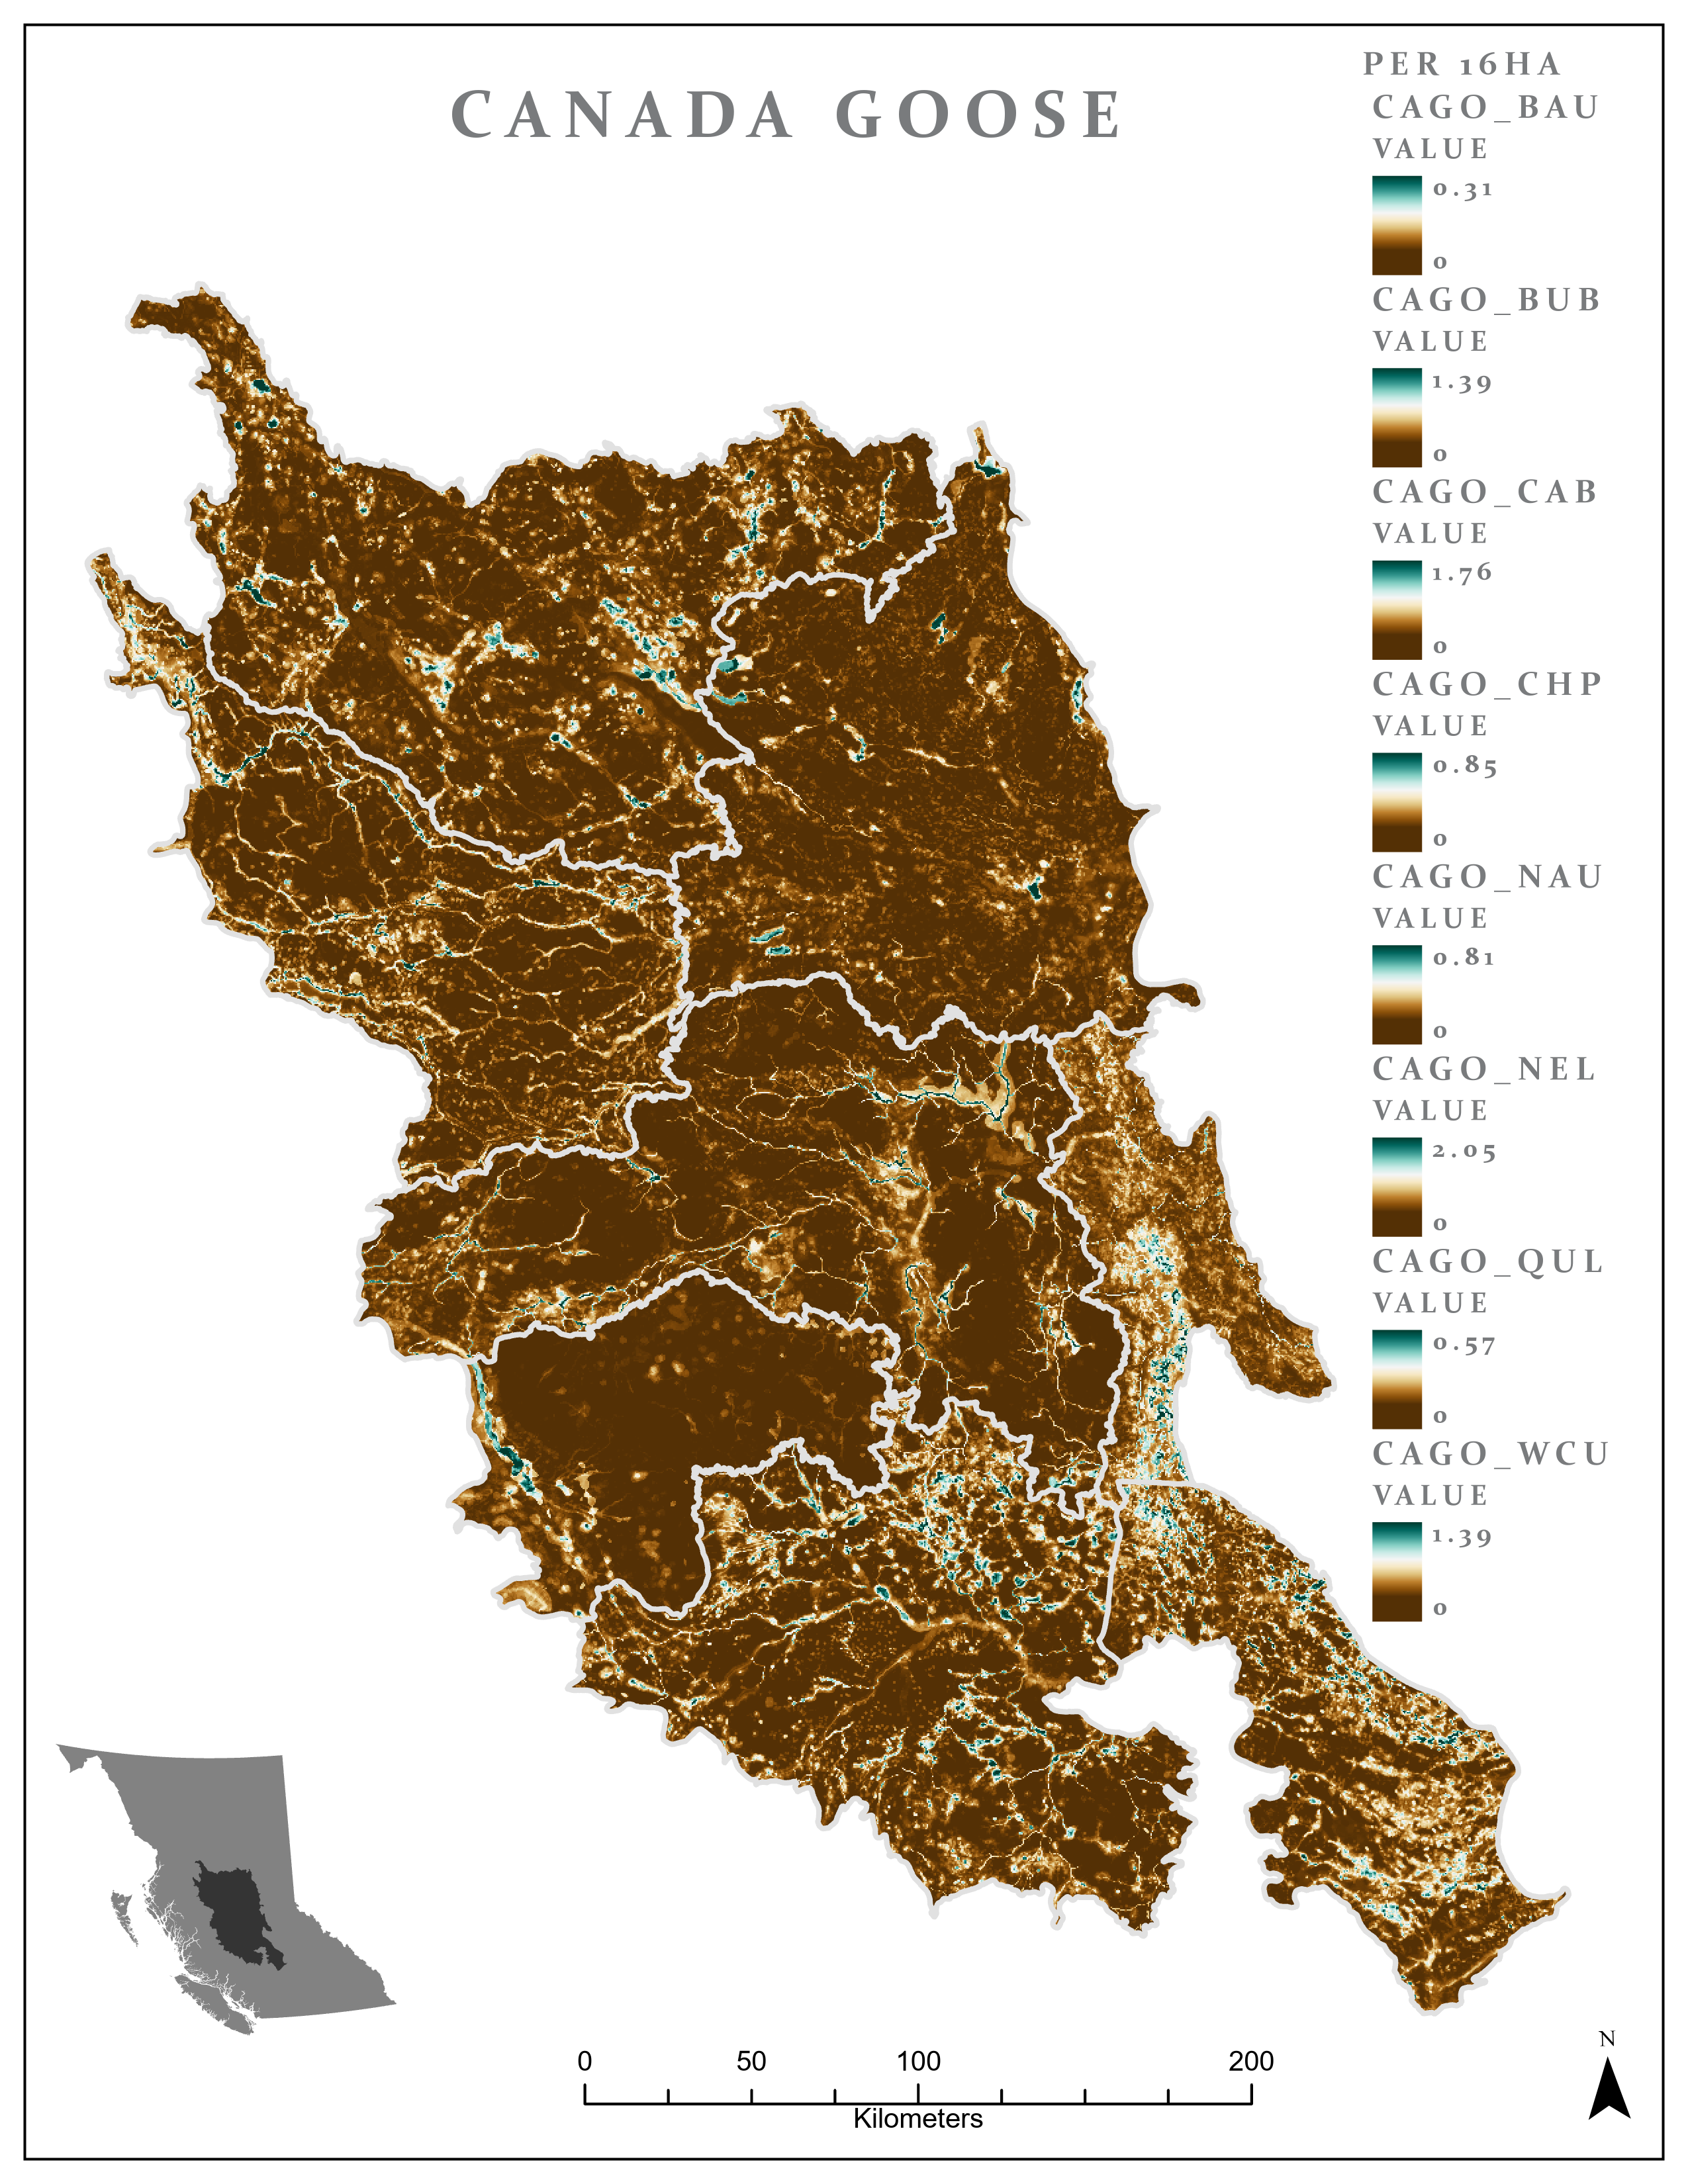 CANADA GOOSE
PER 16HA
CAGO_BAU
VALUE
0.31
0
CAGO_BUB
VALUE
1.39
0
CAGO_CAB
VALUE
1.76
0
CAGO_CHP
VALUE
0.85
0
CAGO_NAU
VALUE
0.81
0
CAGO_NEL
VALUE
2.05
0
CAGO_QUL
VALUE
0.57
0
CAGO_WCU
VALUE
1.39
0
N
0 50 100 200
Kilometers